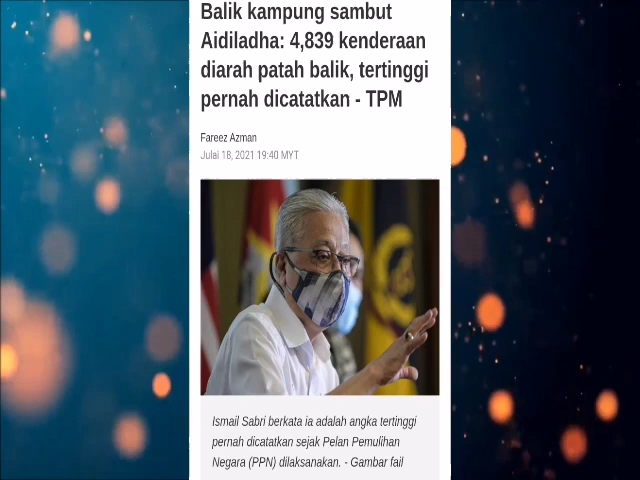 Balik kampung sambut
Aidiladha: 4,839 kenderaan
diarah patah balik, tertinggi
pernah dicatatkan - TPM
Fareez Azman
Julai 18, 2021 19:40 MYT
Ismail Sabri berkata ia adalah angka tertinggi
pernah dicatatkan sejak Pelan Pemulihan
Negara (PPN) dilaksanakan. - Gambar fail